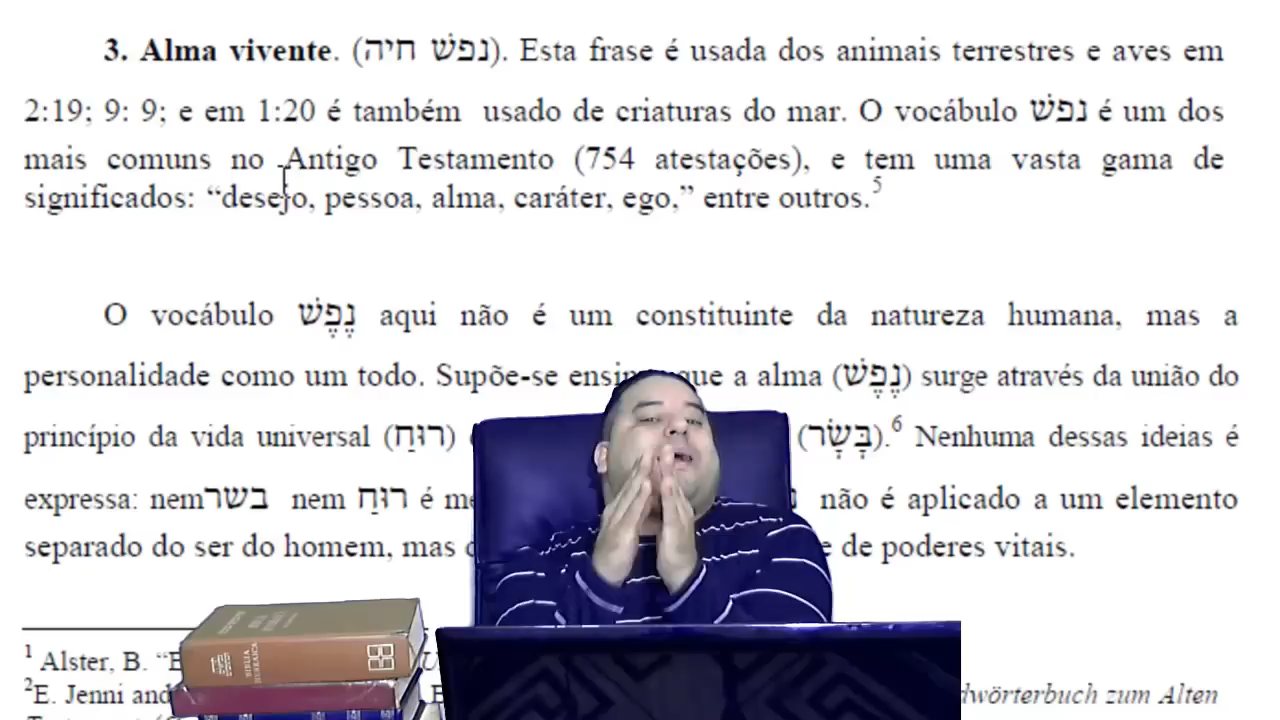 3. Alma vivente. (נפשׁ חיה). Esta frase é usada dos animais terrestres e aves em
2:19; 9: 9; e em 1:20 é também usado de criaturas do mar. O vocábulo נפשׁ é um dos
mais comuns no Antigo Testamento (754 atestações), e tem uma vasta gama de
significados: “desejo, pessoa, alma, caráter, ego,” entre outros.5
O vocábulo נֶפֶשׁ aqui não é um constituinte da natureza humana, mas a
personalidade como um todo. Supõe-se que a alma (נֶפֶשׁ) surge através da união do
princípio da vida universal (רוּחַ) (בָּשָׂר).6 Nenhuma dessas ideias é
expressa: nem בשר nem רוּחַ é não é aplicado a um elemento
separado do ser do homem, mas e de poderes vitais.
1 Alster, B.
2E. Jenni and dwörterbuch zum Alten
BIBLIA HEBRAICA